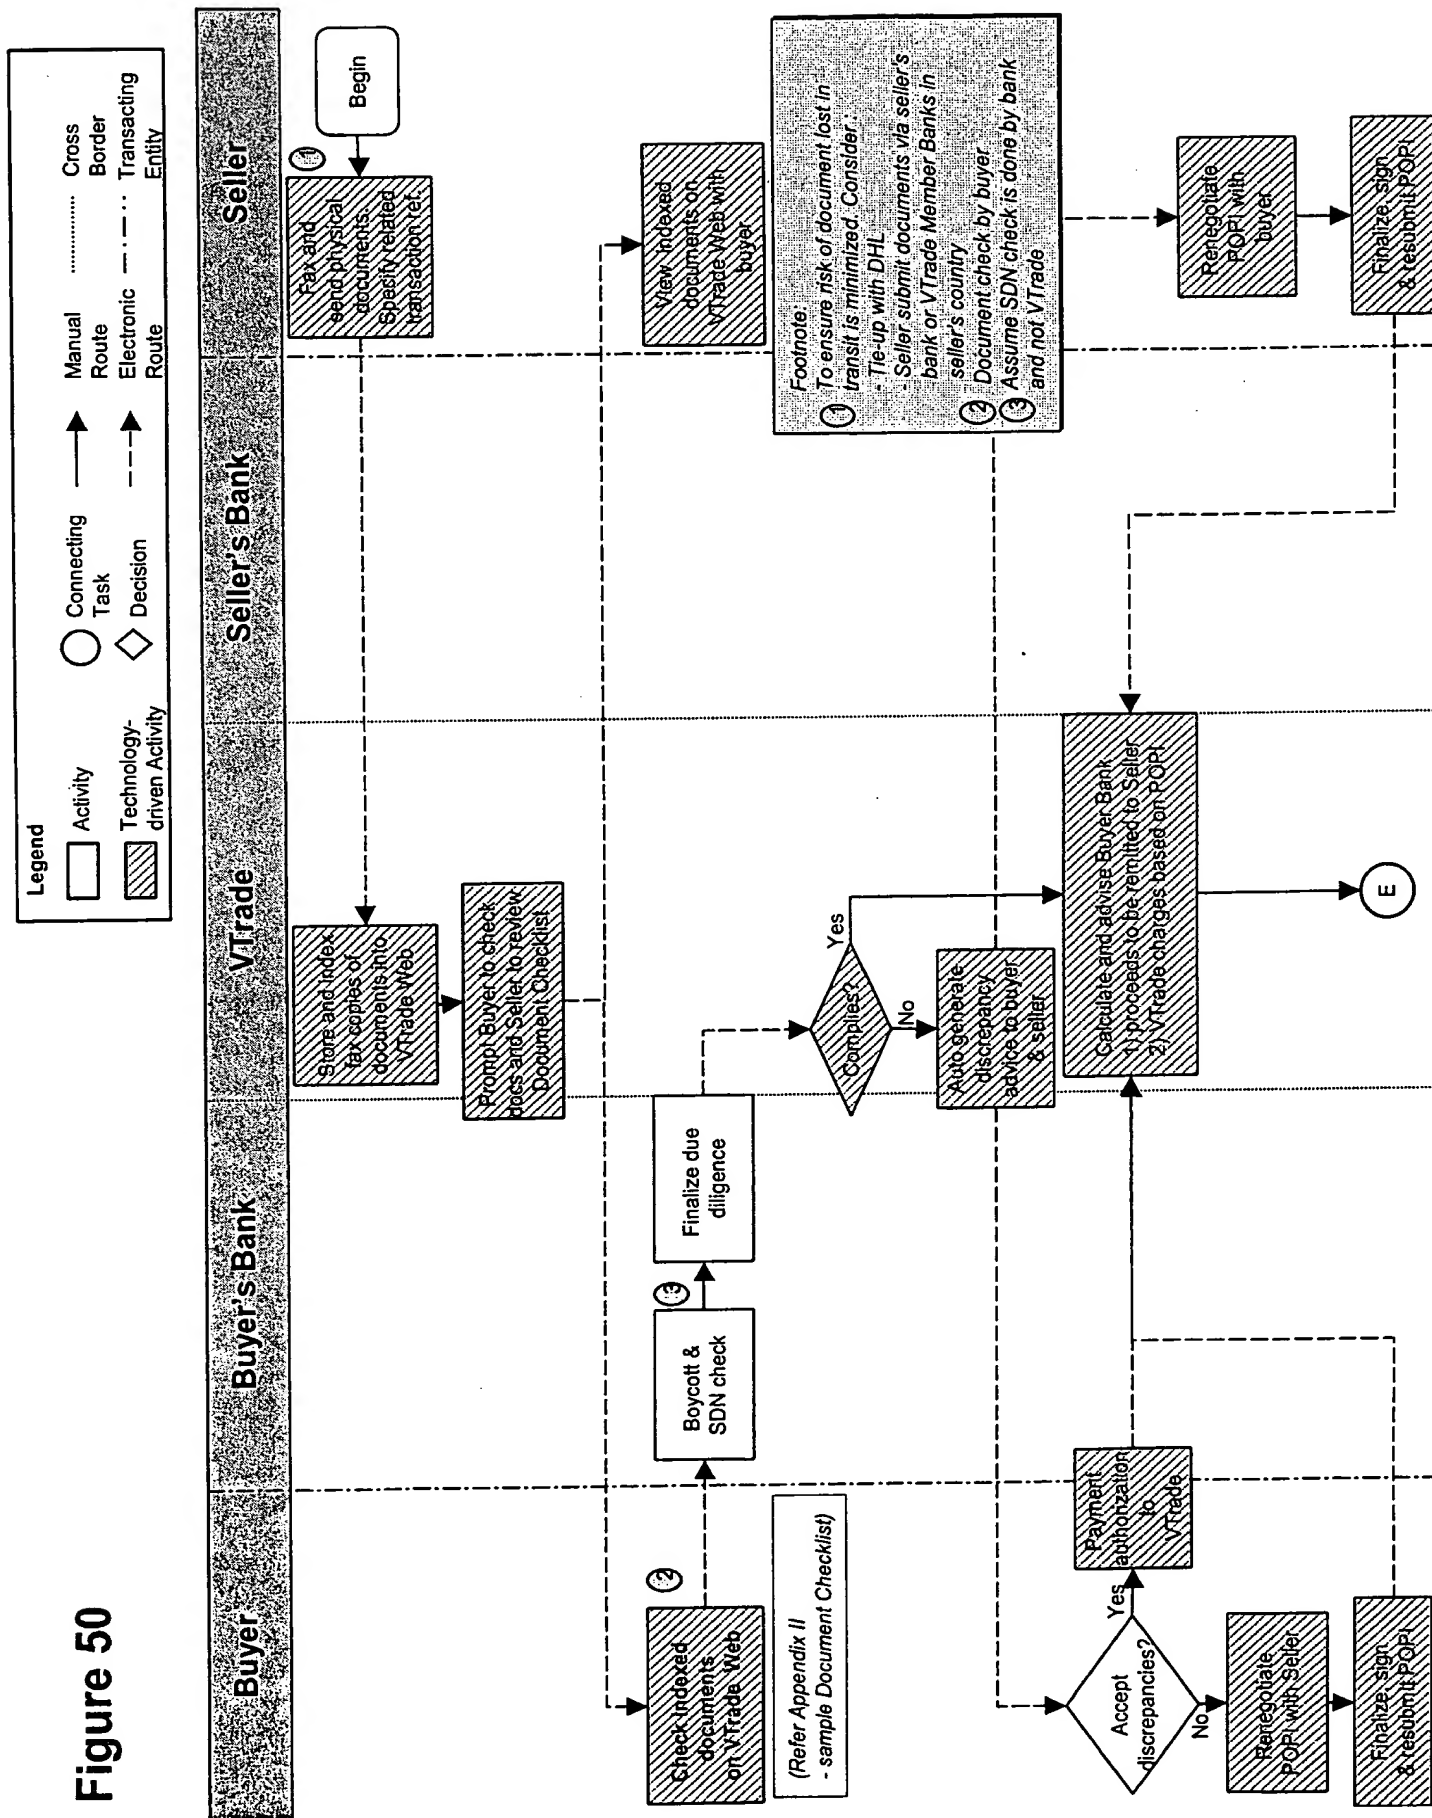 Figure 50
Legend
Activity
Technology-
driven Activity
Connecting
Task
Decision
Manual
Route
Electronic
Route
Cross
Border
Transacting
Entity
Buyer
Buyer's Bank
VTrade
Seller's Bank
Seller
Begin
1
Fax and
send physical
documents.
Specify related
transaction ref.
Store and index
fax copies of
documents into
VTrade Web
Prompt Buyer to check
docs and Seller to review
Document Checklist
2
Check indexed
documents
on VTrade Web
(Refer Appendix II
- sample Document Checklist)
Boycott &
SDN check
3
Finalize due
diligence
View indexed
documents on
VTrade Web with
buyer
Complies?
Yes
No
Auto generate
discrepancy
advice to buyer
& seller
Footnote:
1 To ensure risk of document lost in
transit is minimized. Consider :
- Tie-up with DHL
- Seller submit documents via seller's
bank or VTrade Member Banks in
seller's country
2 Document check by buyer
3 Assume SDN check is done by bank
and not VTrade
Accept
discrepancies?
Yes
No
Payment
authorization
to
VTrade
Calculate and advise Buyer Bank
1) proceeds to be remitted to Seller
2) VTrade charges based on POPI
Renegotiate
POPI with
buyer
Renegotiate
POPI with Seller
Finalize, sign
& resubmit POPI
E
Finalize, sign
& resubmit POPI